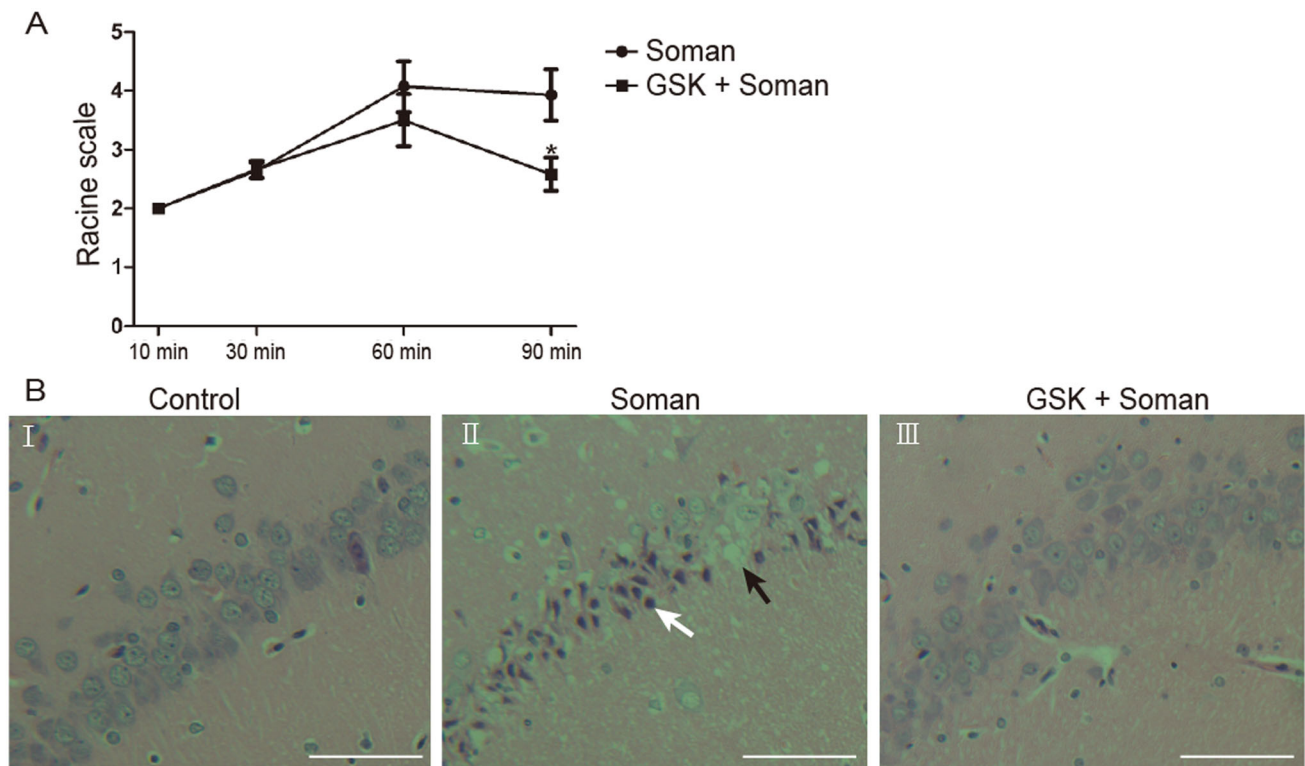 A
5
4
3
2
1
0
Racine scale
10 min 30 min 60 min 90 min
Soman
GSK + Soman
*
B
Control Soman GSK + Soman
Ⅰ Ⅱ Ⅲ